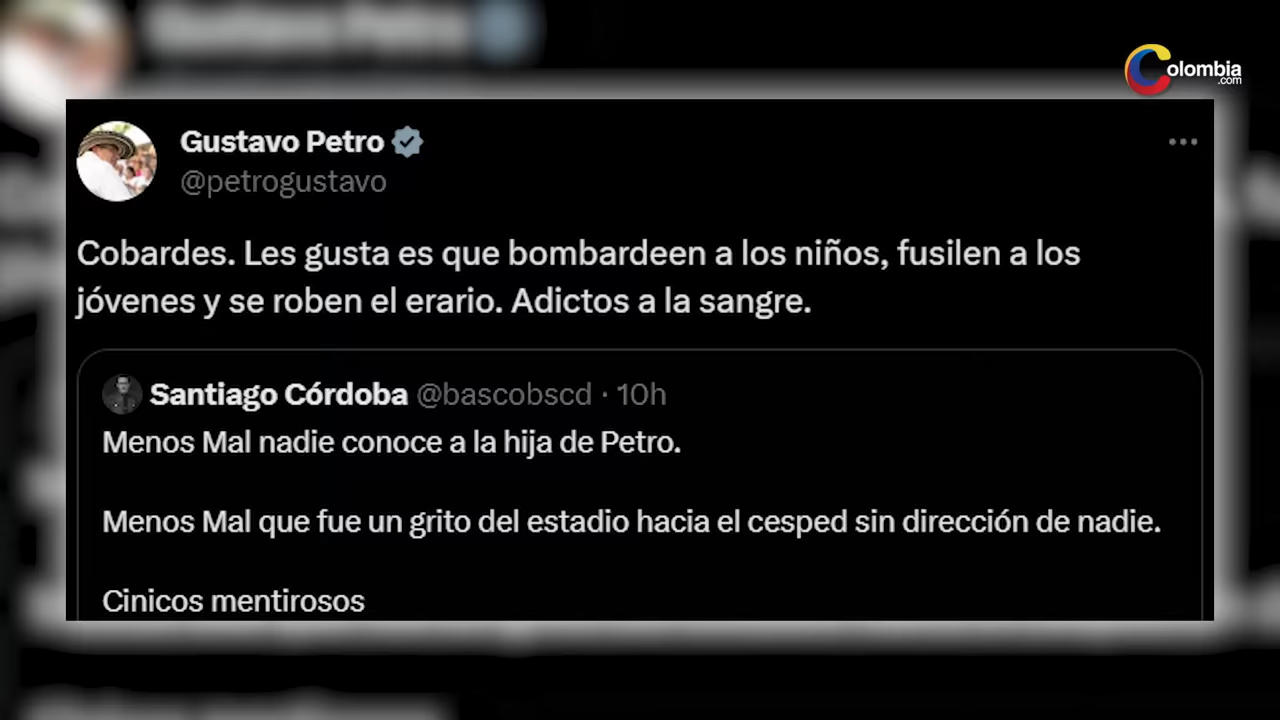 Colombia
.com
Gustavo Petro
@petrogustavo
Cobardes. Les gusta es que bombardeen a los niños, fusilen a los
jóvenes y se roben el erario. Adictos a la sangre.
Santiago Córdoba @bascobscd · 10h
Menos Mal nadie conoce a la hija de Petro.
Menos Mal que fue un grito del estadio hacia el cesped sin dirección de nadie.
Cinicos mentirosos